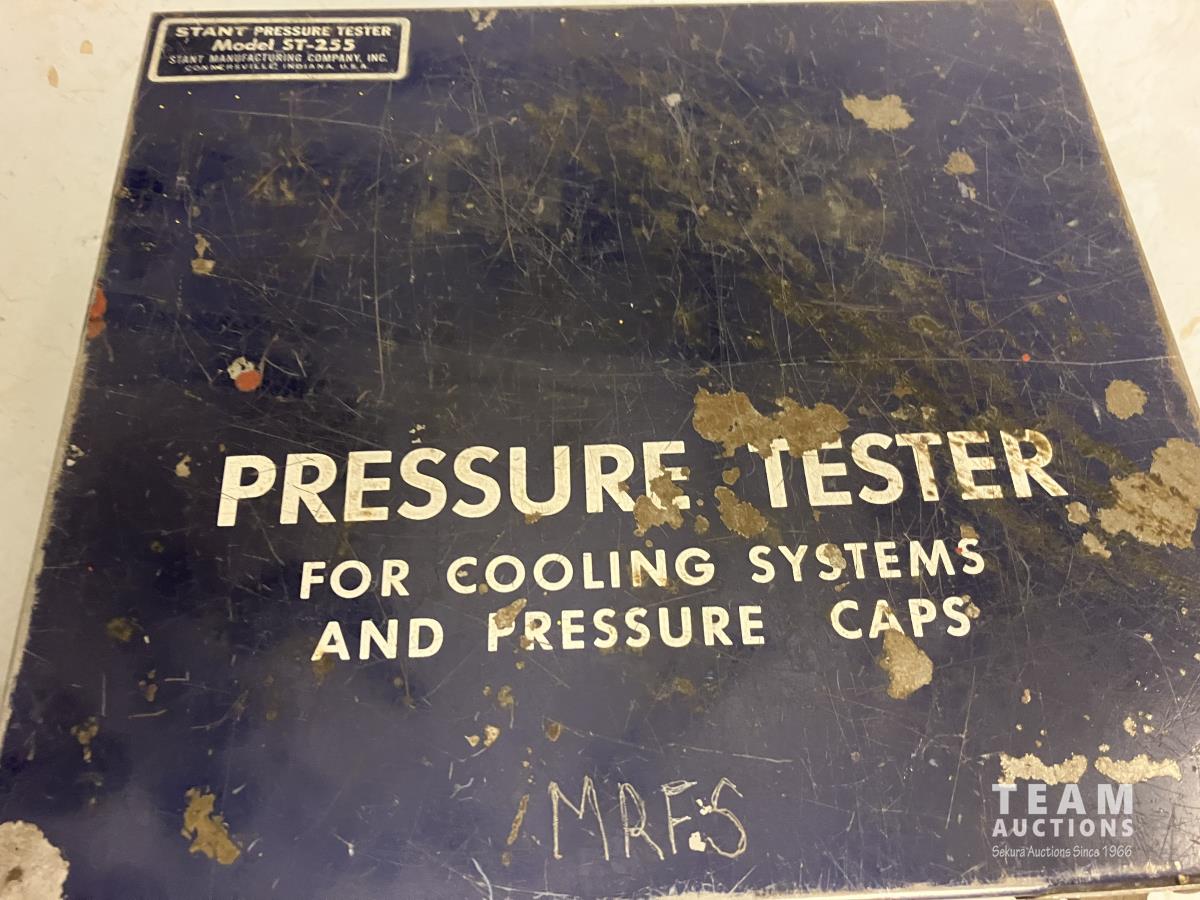 STANT PRESSURE TESTER
Model ST-255
STANT MANUFACTURING COMPANY, INC.
CONNERSVILLE, INDIANA, U.S.A.
PRESSURE TESTER
FOR COOLING SYSTEMS
AND PRESSURE CAPS
MRFS
TEAM
AUCTIONS
Sekura Auctions Since 1966